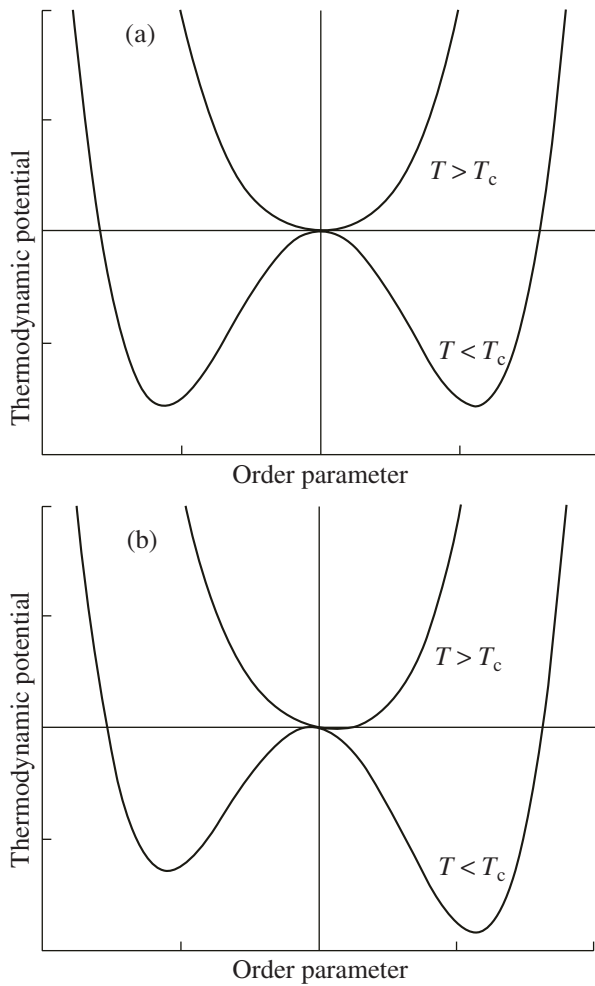 (a)
T > Tc
T < Tc
Thermodynamic potential
Order parameter
(b)
T > Tc
T < Tc
Thermodynamic potential
Order parameter